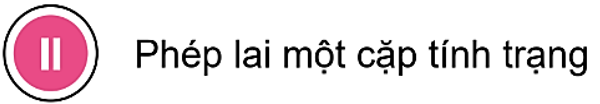 II Phép lai một cặp tính trạng